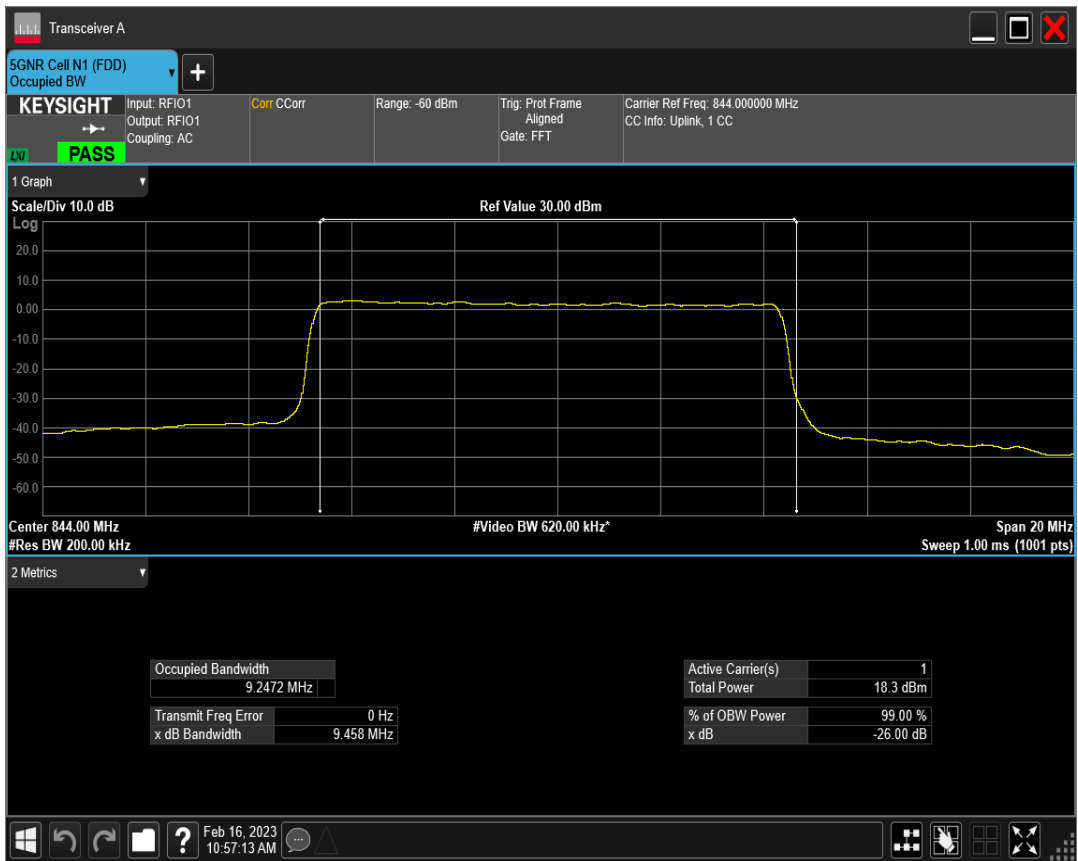 Transceiver A
5GNR Cell N1 (FDD)
Occupied BW
+
KEYSIGHT
LXI
PASS
Input: RFIO1
Output: RFIO1
Coupling: AC
Corr CCorr
Range: -60 dBm
Trig: Prot Frame
Aligned
Gate: FFT
Carrier Ref Freq: 844.000000 MHz
CC Info: Uplink, 1 CC
1 Graph
Scale/Div 10.0 dB
Ref Value 30.00 dBm
Log
20.0
10.0
0.00
-10.0
-20.0
-30.0
-40.0
-50.0
-60.0
Center 844.00 MHz
#Video BW 620.00 kHz*
Span 20 MHz
#Res BW 200.00 kHz
Sweep 1.00 ms (1001 pts)
2 Metrics
Occupied Bandwidth
9.2472 MHz
Transmit Freq Error 0 Hz
x dB Bandwidth 9.458 MHz
Active Carrier(s) 1
Total Power 18.3 dBm
% of OBW Power 99.00 %
x dB -26.00 dB
?
Feb 16, 2023
10:57:13 AM